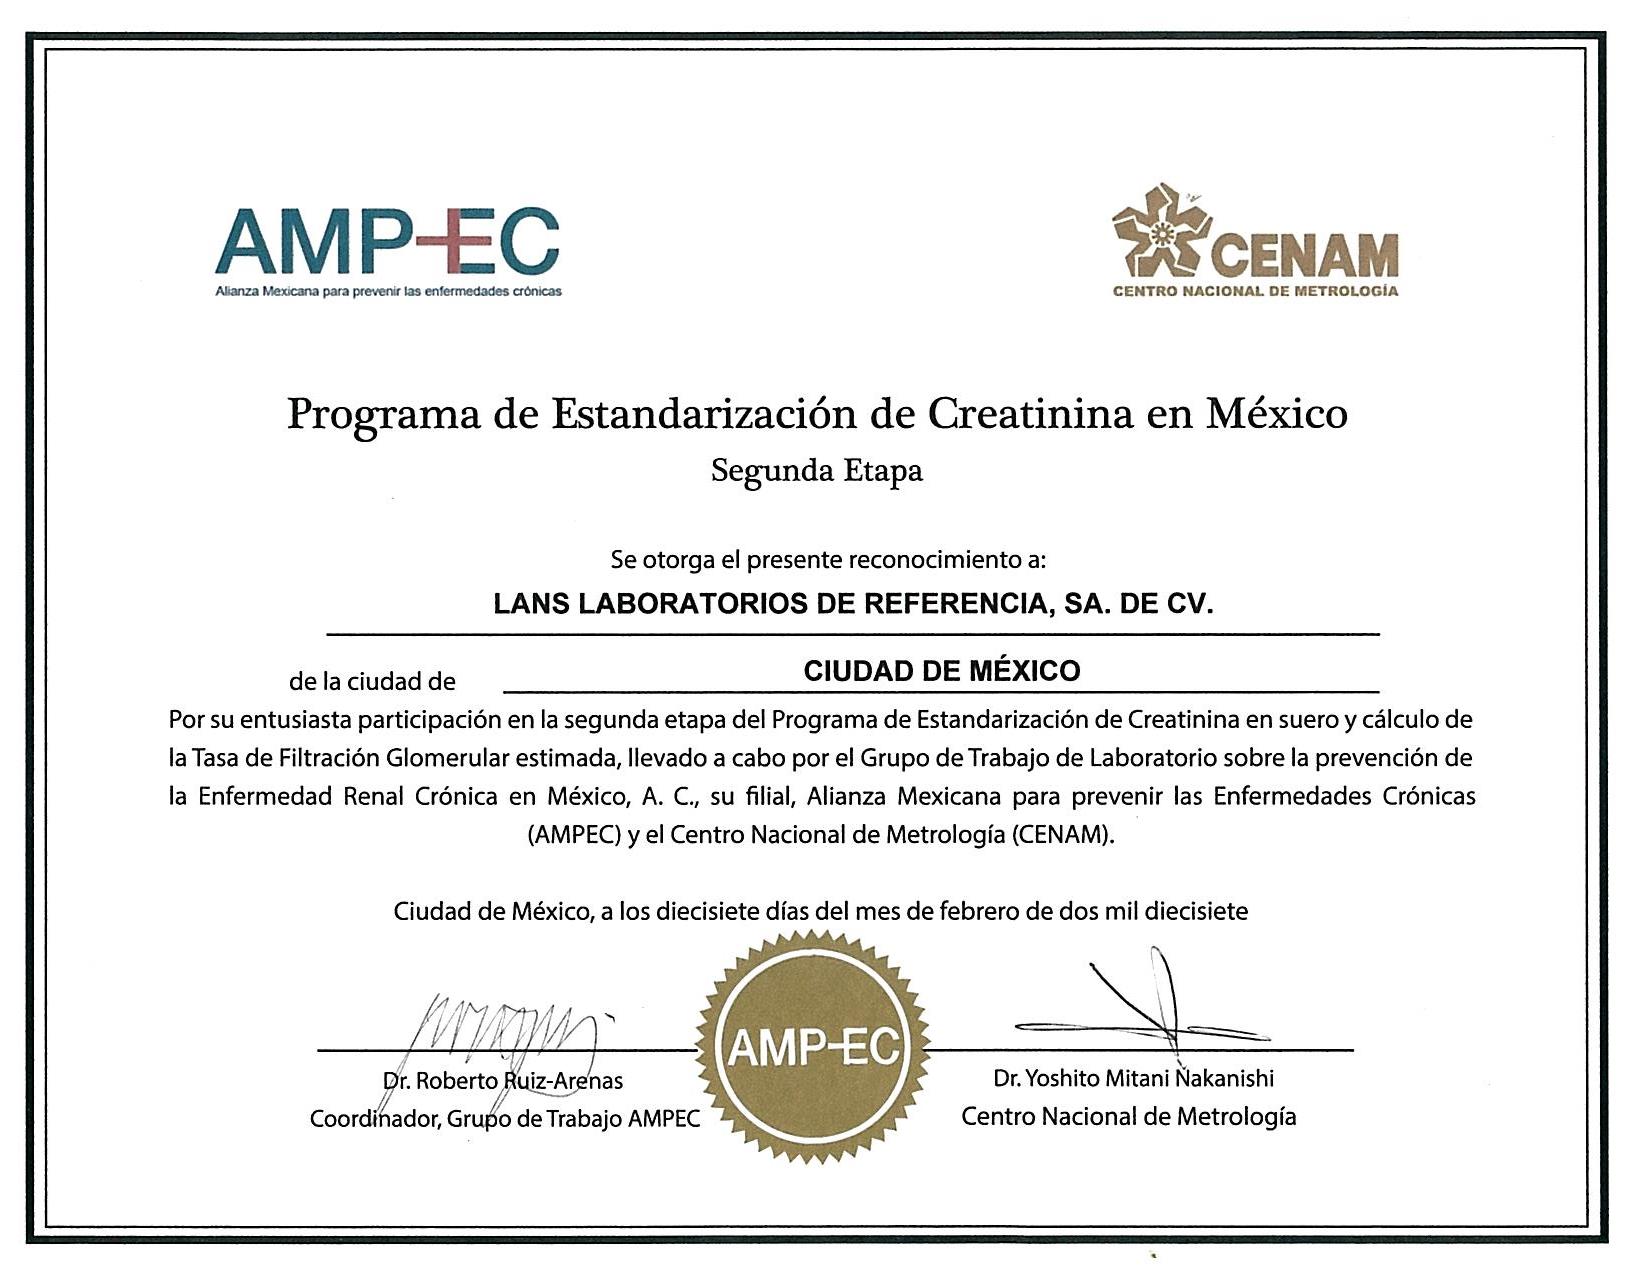 AMP-EC
Alianza Mexicana para prevenir las enfermedades crónicas
CENAM
CENTRO NACIONAL DE METROLOGÍA
Programa de Estandarización de Creatinina en México
Segunda Etapa
Se otorga el presente reconocimiento a:
LANS LABORATORIOS DE REFERENCIA, SA. DE CV.
de la ciudad de CIUDAD DE MÉXICO
Por su entusiasta participación en la segunda etapa del Programa de Estandarización de Creatinina en suero y cálculo de
la Tasa de Filtración Glomerular estimada, llevado a cabo por el Grupo de Trabajo de Laboratorio sobre la prevención de
la Enfermedad Renal Crónica en México, A. C., su filial, Alianza Mexicana para prevenir las Enfermedades Crónicas
(AMPEC) y el Centro Nacional de Metrología (CENAM).
Ciudad de México, a los diecisiete días del mes de febrero de dos mil diecisiete
AMP-EC
Dr. Roberto Ruiz-Arenas
Coordinador, Grupo de Trabajo AMPEC
Dr. Yoshito Mitani Nakanishi
Centro Nacional de Metrología